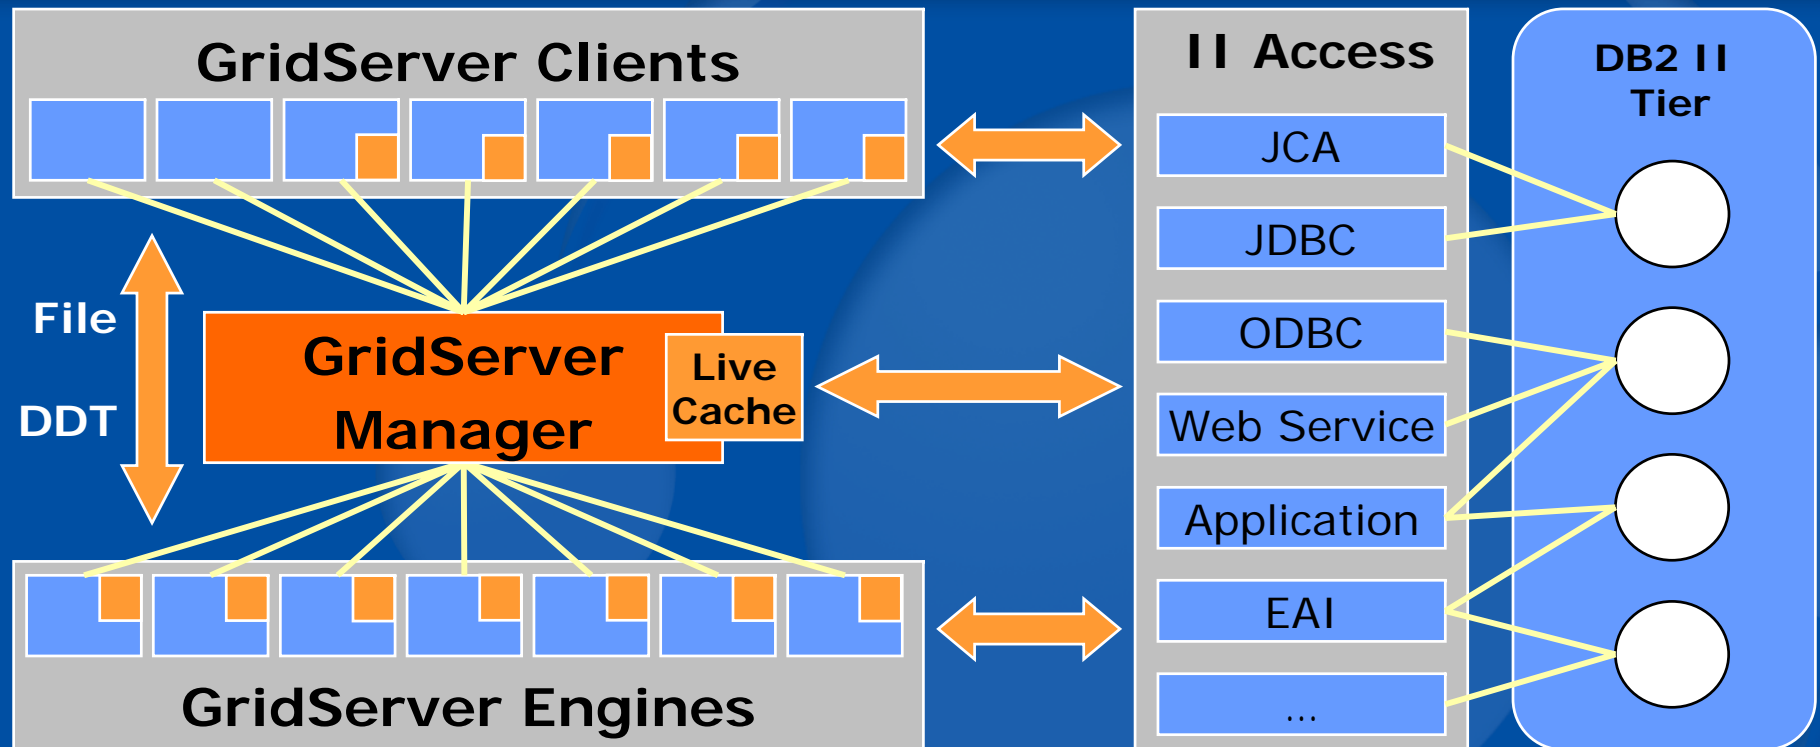 GridServer Clients
File
DDT
GridServer
Manager
Live
Cache
GridServer Engines
II Access
JCA
JDBC
ODBC
Web Service
Application
EAI
...
DB2 II
Tier